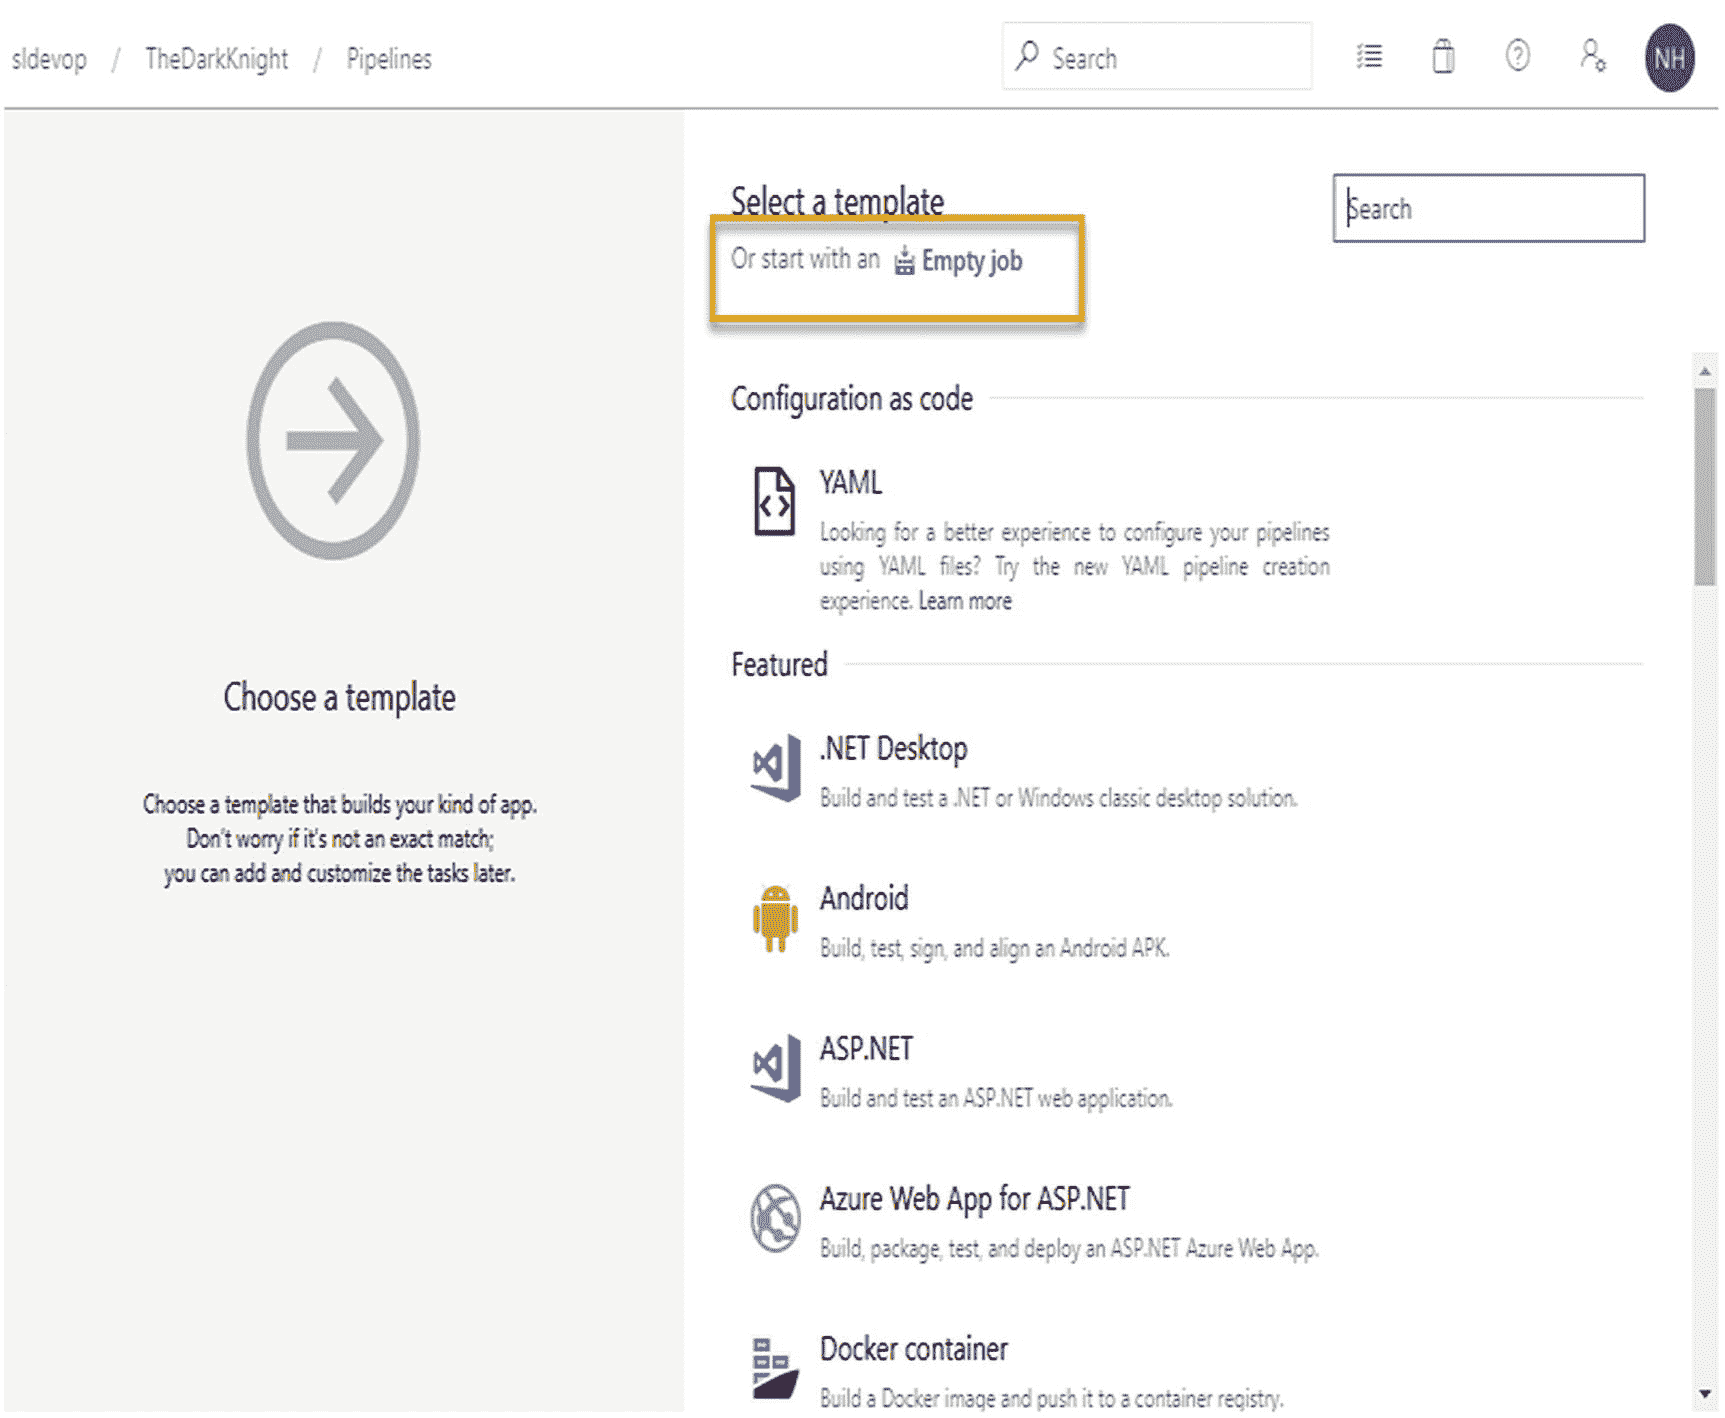 sldevop / TheDarkKnight / Pipelines
Search
NH
Select a template
Search
Or start with an Empty job
Configuration as code
YAML
Looking for a better experience to configure your pipelines
using YAML files? Try the new YAML pipeline creation
experience. Learn more
Featured
Choose a template
Choose a template that builds your kind of app.
Don't worry if it's not an exact match;
you can add and customize the tasks later.
.NET Desktop
Build and test a .NET or Windows classic desktop solution.
Android
Build, test, sign, and align an Android APK.
ASP.NET
Build and test an ASP.NET web application.
Azure Web App for ASP.NET
Build, package, test, and deploy an ASP.NET Azure Web App.
Docker container
Build a Docker image and push it to a container registry.